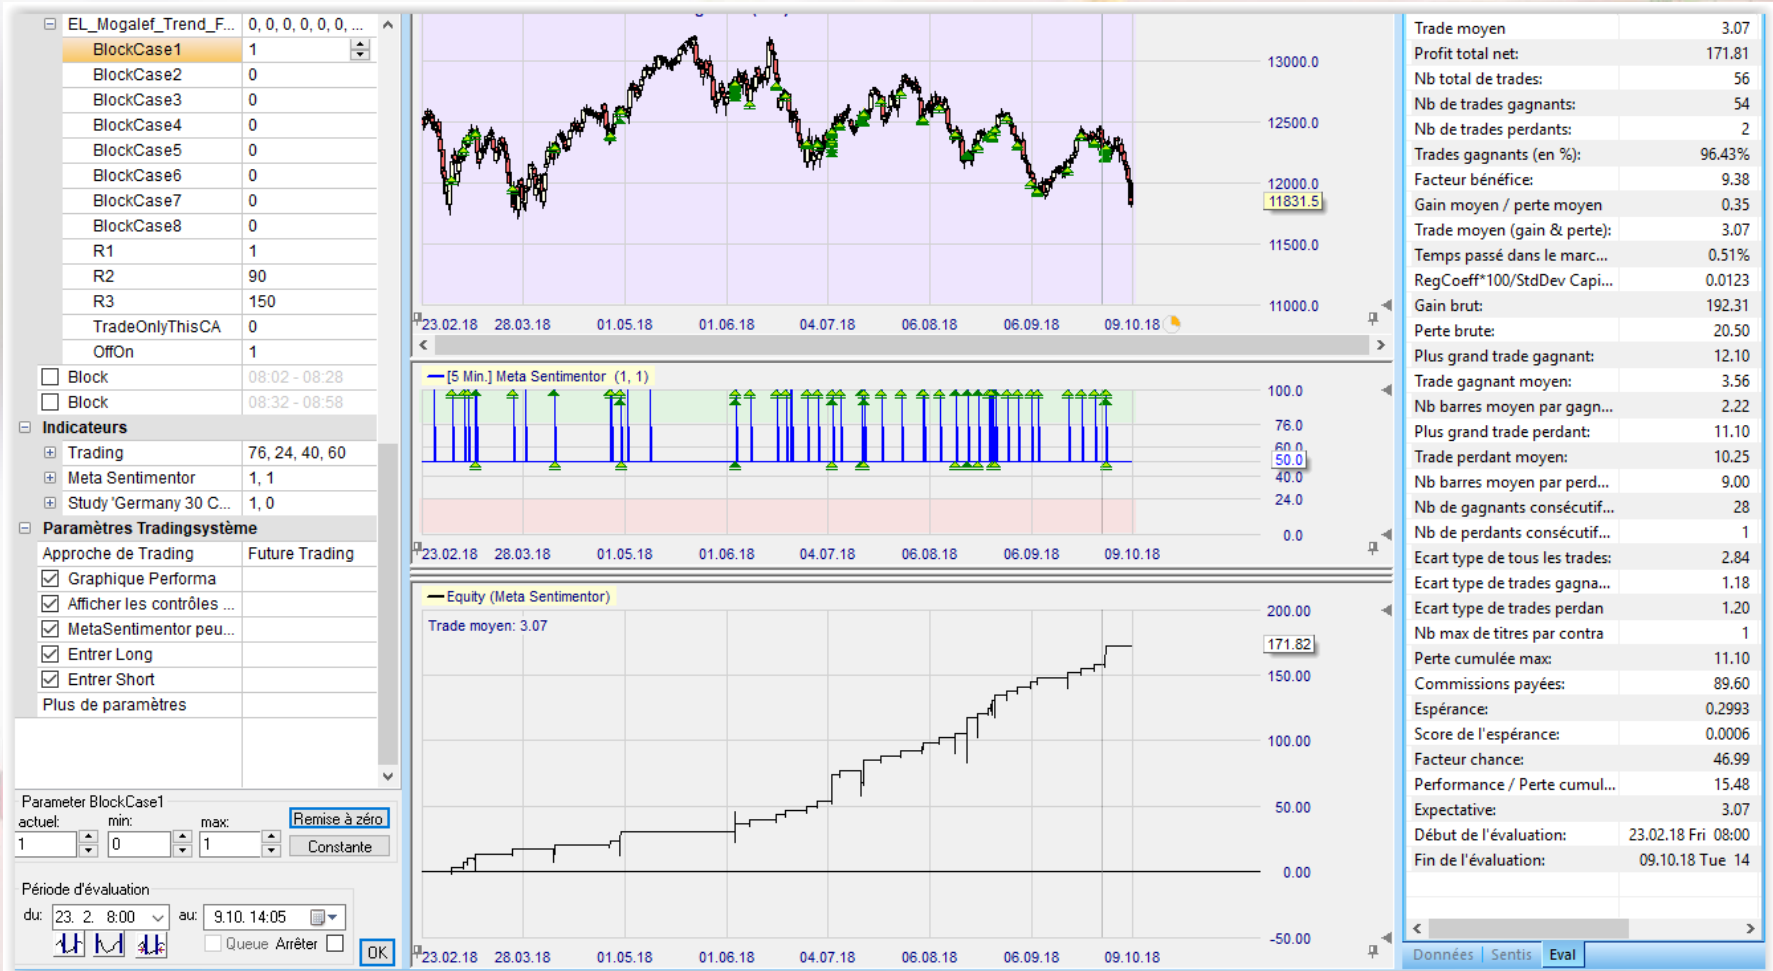 EL_Mogalef_Trend_F... 0, 0, 0, 0, 0, 0, ...
BlockCase1 1
BlockCase2 0
BlockCase3 0
BlockCase4 0
BlockCase5 0
BlockCase6 0
BlockCase7 0
BlockCase8 0
R1 1
R2 90
R3 150
TradeOnlyThisCA 0
OffOn 1
Block 08:02 - 08:28
Block 08:32 - 08:58
Indicateurs
Trading 76, 24, 40, 60
Meta Sentimentor 1, 1
Study 'Germany 30 C... 1, 0
Paramètres Tradingsystème
Approche de Trading Future Trading
Graphique Performa
Afficher les contrôles ...
MetaSentimentor peu...
Entrer Long
Entrer Short
Plus de paramètres
Parameter BlockCase1
actuel: min: max: Remise à zéro
1 0 1 Constante
Période d'évaluation
du: 23. 2. 8:00 au: 9.10. 14:05
Queue Arrêter OK
13000.0
12500.0
12000.0
11831.5
11500.0
11000.0
23.02.18 28.03.18 01.05.18 01.06.18 04.07.18 06.08.18 06.09.18 09.10.18
[5 Min.] Meta Sentimentor (1, 1)
100.0
76.0
60.0
50.0
40.0
24.0
0.0
23.02.18 28.03.18 01.05.18 01.06.18 04.07.18 06.08.18 06.09.18 09.10.18
Equity (Meta Sentimentor)
Trade moyen: 3.07
200.00
171.82
150.00
100.00
50.00
0.00
-50.00
23.02.18 28.03.18 01.05.18 01.06.18 04.07.18 06.08.18 06.09.18 09.10.18
Trade moyen 3.07
Profit total net: 171.81
Nb total de trades: 56
Nb de trades gagnants: 54
Nb de trades perdants: 2
Trades gagnants (en %): 96.43%
Facteur bénéfice: 9.38
Gain moyen / perte moyen 0.35
Trade moyen (gain & perte): 3.07
Temps passé dans le marc... 0.51%
RegCoeff*100/StdDev Capi... 0.0123
Gain brut: 192.31
Perte brute: 20.50
Plus grand trade gagnant: 12.10
Trade gagnant moyen: 3.56
Nb barres moyen par gagn... 2.22
Plus grand trade perdant: 11.10
Trade perdant moyen: 10.25
Nb barres moyen par perd... 9.00
Nb de gagnants consécutif... 28
Nb de perdants consécutif... 1
Ecart type de tous les trades: 2.84
Ecart type de trades gagna... 1.18
Ecart type de trades perdan 1.20
Nb max de titres par contra 1
Perte cumulée max: 11.10
Commissions payées: 89.60
Espérance: 0.2993
Score de l'espérance: 0.0006
Facteur chance: 46.99
Performance / Perte cumul... 15.48
Expectative: 3.07
Début de l'évaluation: 23.02.18 Fri 08:00
Fin de l'évaluation: 09.10.18 Tue 14
Données Sentis Eval